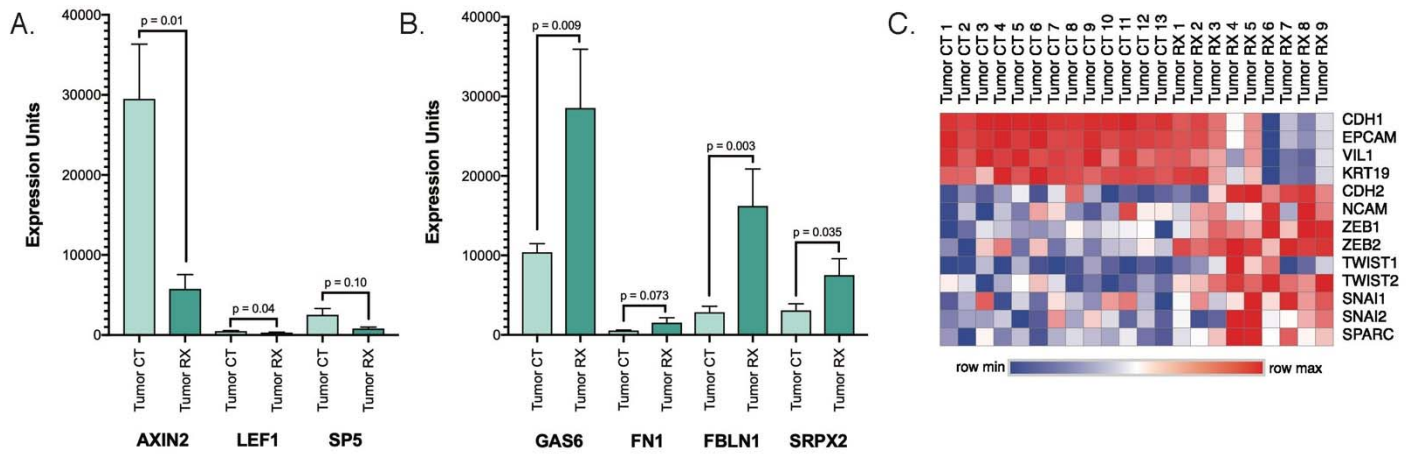 A.
Expression Units
40000
30000
20000
10000
0
p = 0.01
p = 0.04
p = 0.10
Tumor CT
Tumor RX
Tumor CT
Tumor RX
Tumor CT
Tumor RX
AXIN2 LEF1 SP5
B.
Expression Units
40000
30000
20000
10000
0
p = 0.009
p = 0.073
p = 0.003
p = 0.035
Tumor CT
Tumor RX
Tumor CT
Tumor RX
Tumor CT
Tumor RX
Tumor CT
Tumor RX
GAS6 FN1 FBLN1 SRPX2
C.
Tumor CT 1
Tumor CT 2
Tumor CT 3
Tumor CT 4
Tumor CT 5
Tumor CT 6
Tumor CT 7
Tumor CT 8
Tumor CT 9
Tumor CT 10
Tumor CT 11
Tumor CT 12
Tumor CT 13
Tumor RX 1
Tumor RX 2
Tumor RX 3
Tumor RX 4
Tumor RX 5
Tumor RX 6
Tumor RX 7
Tumor RX 8
Tumor RX 9
CDH1
EPCAM
VIL1
KRT19
CDH2
NCAM
ZEB1
ZEB2
TWIST1
TWIST2
SNAI1
SNAI2
SPARC
row min row max